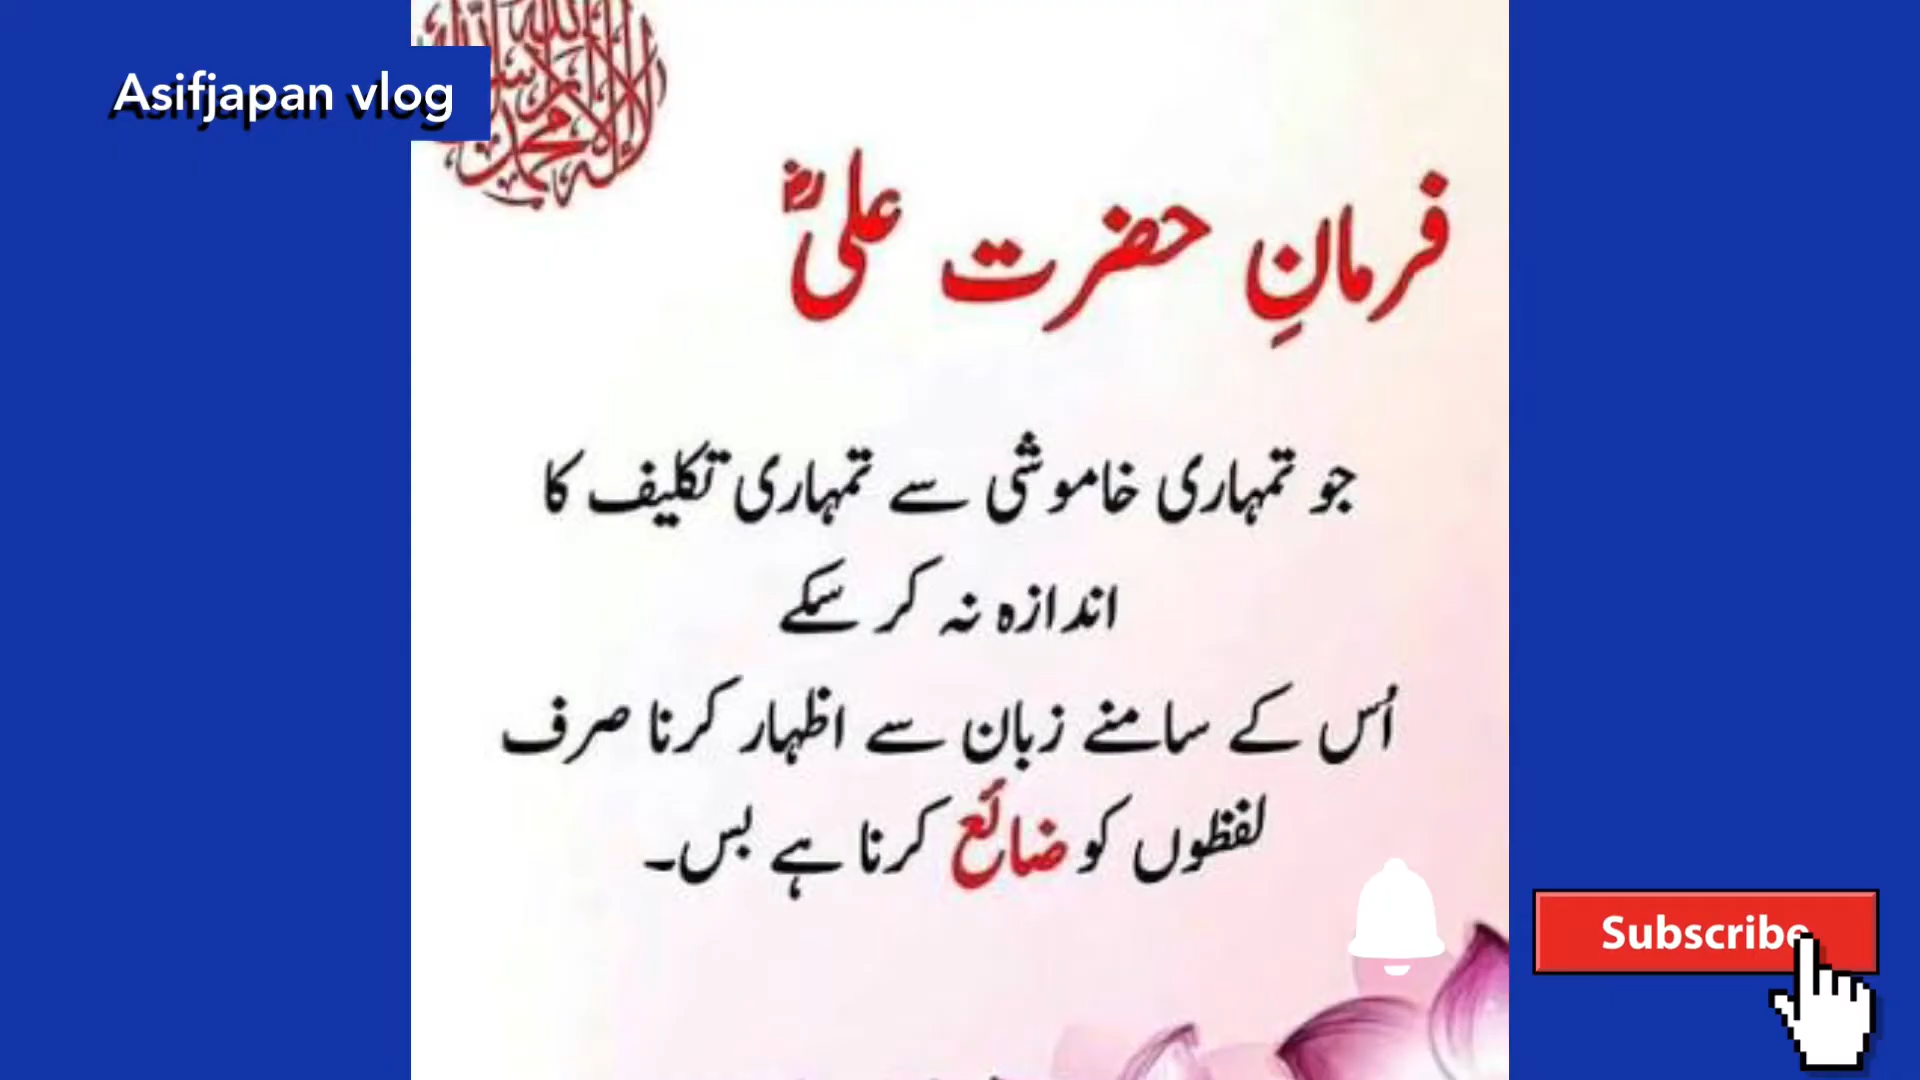 Asifjapan vlog
فرمانِ حضرت علیؓ
جو تمہاری خاموشی سے تمہاری تکلیف کا
اندازہ نہ کر سکے
اُس کے سامنے زبان سے اظہار کرنا صرف
لفظوں کو ضائع کرنا ہے بس۔
Subscribe